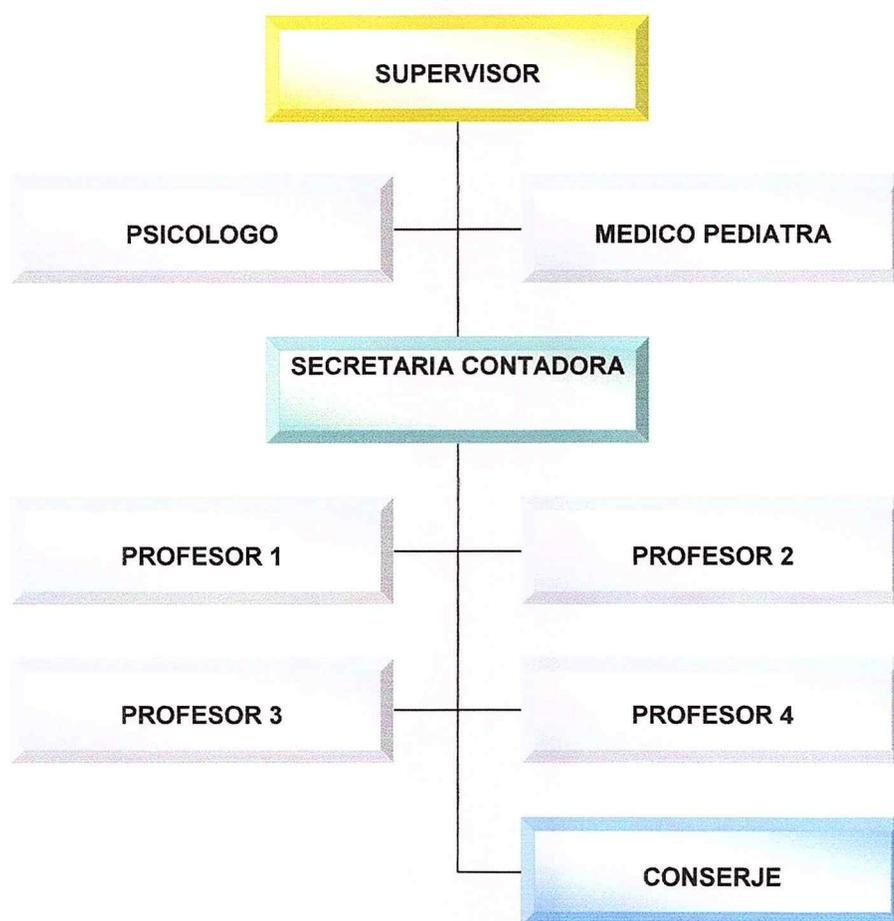 SUPERVISOR
PSICOLOGO
MEDICO PEDIATRA
SECRETARIA CONTADORA
PROFESOR 1
PROFESOR 2
PROFESOR 3
PROFESOR 4
CONSERJE